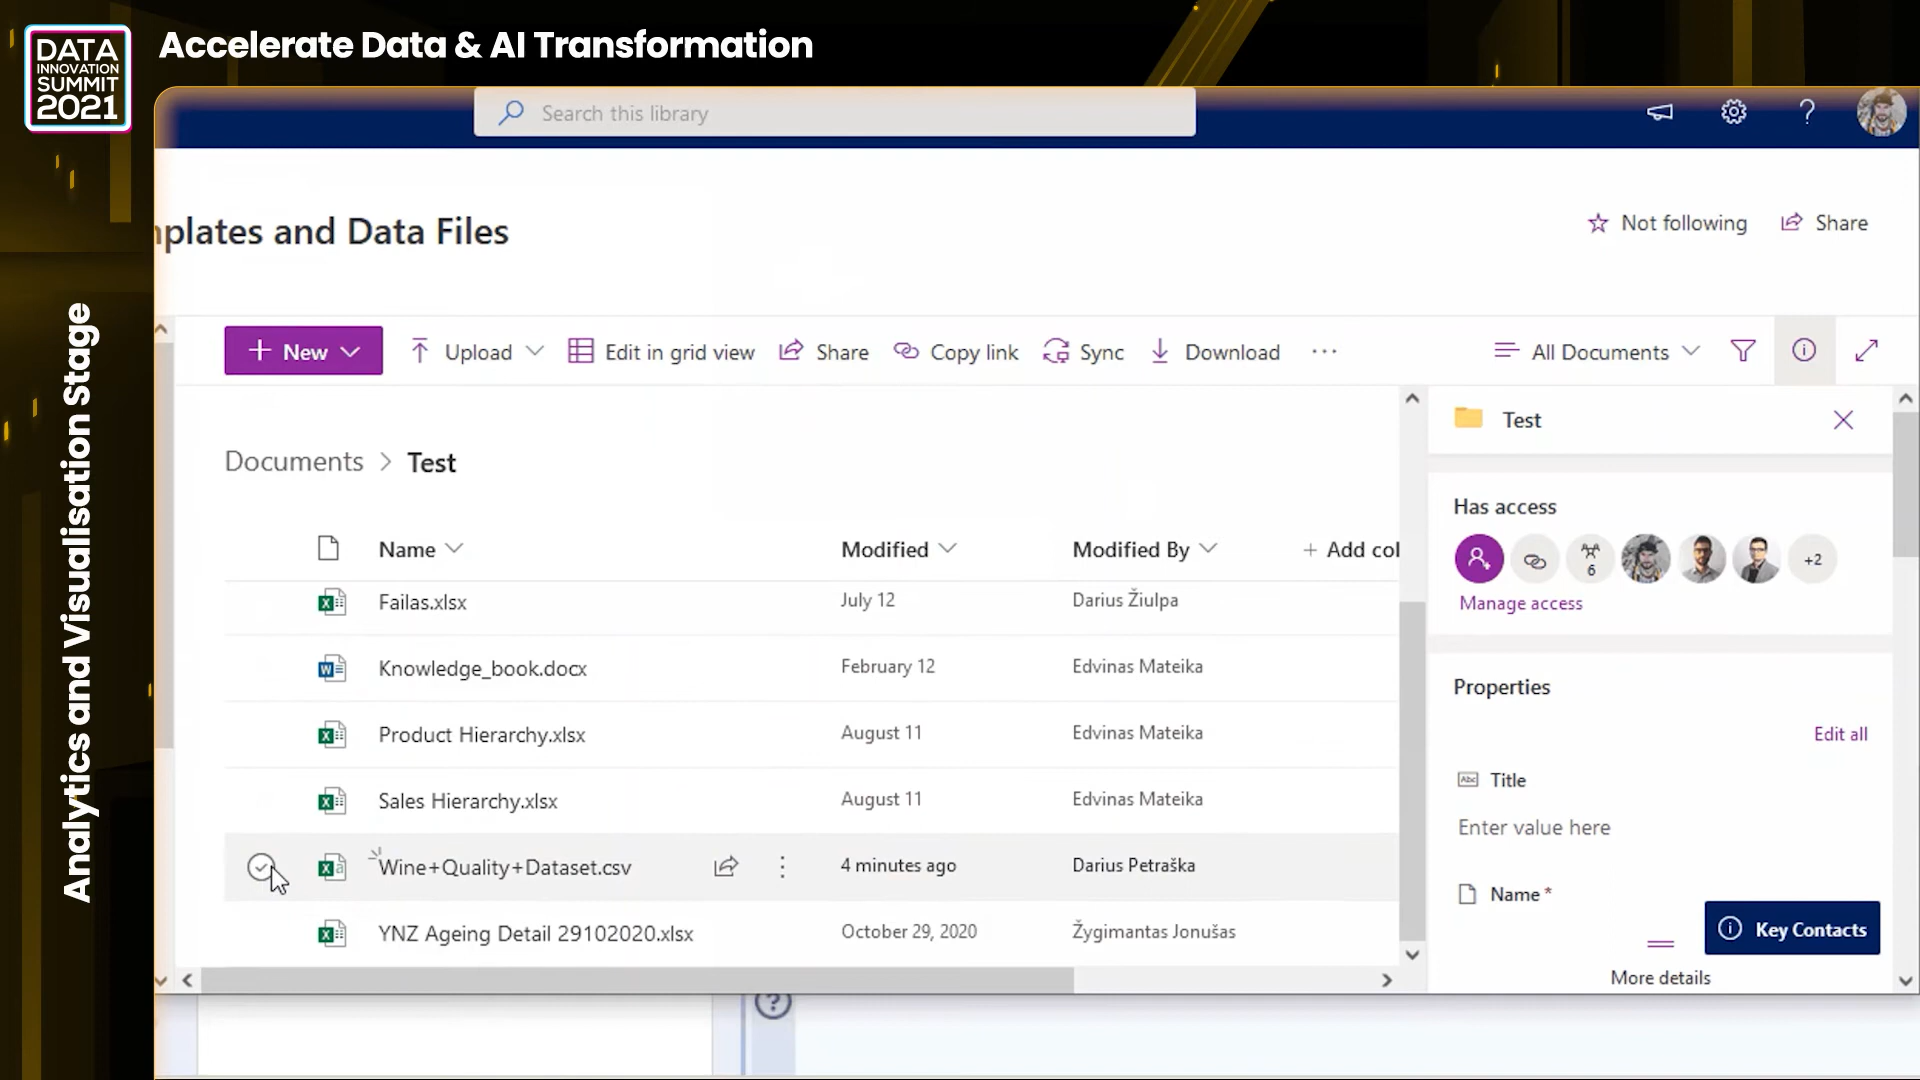 DATA
INNOVATION
SUMMIT
2021
Accelerate Data & AI Transformation
Analytics and Visualisation Stage
Search this library
?
plates and Data Files
Not following
Share
+ New
Upload
Edit in grid view
Share
Copy link
Sync
Download
...
All Documents
Documents > Test
Name
Modified
Modified By
+ Add col
Failas.xlsx
July 12
Darius Žiulpa
Knowledge_book.docx
February 12
Edvinas Mateika
Product Hierarchy.xlsx
August 11
Edvinas Mateika
Sales Hierarchy.xlsx
August 11
Edvinas Mateika
Wine+Quality+Dataset.csv
4 minutes ago
Darius Petraška
YNZ Ageing Detail 29102020.xlsx
October 29, 2020
Žygimantas Jonušas
Test
Has access
6
+2
Manage access
Properties
Edit all
Abc Title
Enter value here
Name *
Key Contacts
More details
?